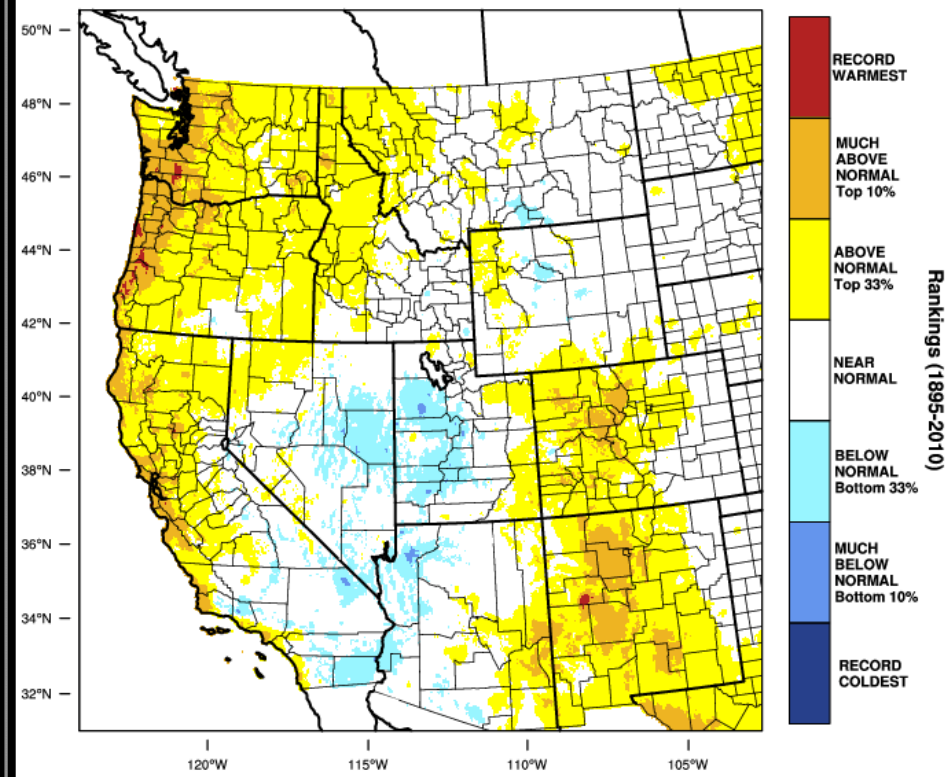 50°N
48°N
46°N
44°N
42°N
40°N
38°N
36°N
34°N
32°N
120°W
115°W
110°W
105°W
RECORD
WARMEST
MUCH
ABOVE
NORMAL
Top 10%
ABOVE
NORMAL
Top 33%
NEAR
NORMAL
BELOW
NORMAL
Bottom 33%
MUCH
BELOW
NORMAL
Bottom 10%
RECORD
COLDEST
Rankings (1895-2010)